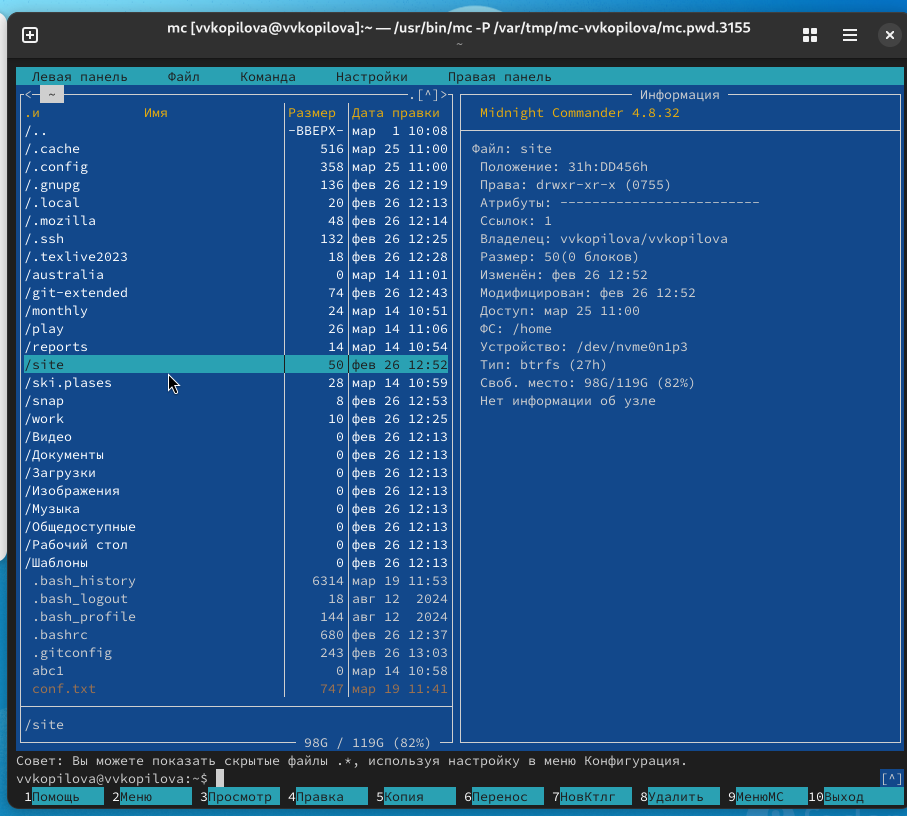 mc [vvkopilova@vvkopilova]:~ — /usr/bin/mc -P /var/tmp/mc-vvkopilova/mc.pwd.3155
~
Левая панель Файл Команда Настройки Правая панель
<─ ~ .[^]>
.и Имя Размер Дата правки
/.. -ВВЕРХ- мар 1 10:08
/.cache 516 мар 25 11:00
/.config 358 мар 25 11:00
/.gnupg 136 фев 26 12:19
/.local 20 фев 26 12:13
/.mozilla 48 фев 26 12:14
/.ssh 132 фев 26 12:25
/.texlive2023 18 фев 26 12:28
/australia 0 мар 14 11:01
/git-extended 74 фев 26 12:43
/monthly 24 мар 14 10:51
/play 26 мар 14 11:06
/reports 14 мар 14 10:54
/site 50 фев 26 12:52
/ski.plases 28 мар 14 10:59
/snap 8 фев 26 12:53
/work 10 фев 26 12:25
/Видео 0 фев 26 12:13
/Документы 0 фев 26 12:13
/Загрузки 0 фев 26 12:13
/Изображения 0 фев 26 12:13
/Музыка 0 фев 26 12:13
/Общедоступные 0 фев 26 12:13
/Рабочий стол 0 фев 26 12:13
/Шаблоны 0 фев 26 12:13
.bash_history 6314 мар 19 11:53
.bash_logout 18 авг 12 2024
.bash_profile 144 авг 12 2024
.bashrc 680 фев 26 12:37
.gitconfig 243 фев 26 13:03
abc1 0 мар 14 10:58
conf.txt 747 мар 19 11:41
/site
98G / 119G (82%)
Информация
Midnight Commander 4.8.32
Файл: site
Положение: 31h:DD456h
Права: drwxr-xr-x (0755)
Атрибуты: -------------------------
Ссылок: 1
Владелец: vvkopilova/vvkopilova
Размер: 50(0 блоков)
Изменён: фев 26 12:52
Модифицирован: фев 26 12:52
Доступ: мар 25 11:00
ФС: /home
Устройство: /dev/nvme0n1p3
Тип: btrfs (27h)
Своб. место: 98G/119G (82%)
Нет информации об узле
Совет: Вы можете показать скрытые файлы .*, используя настройку в меню Конфигурация.
vvkopilova@vvkopilova:~$ [^]
1Помощь 2Меню 3Просмотр 4Правка 5Копия 6Перенос 7НовКтлг 8Удалить 9МенюMC 10Выход